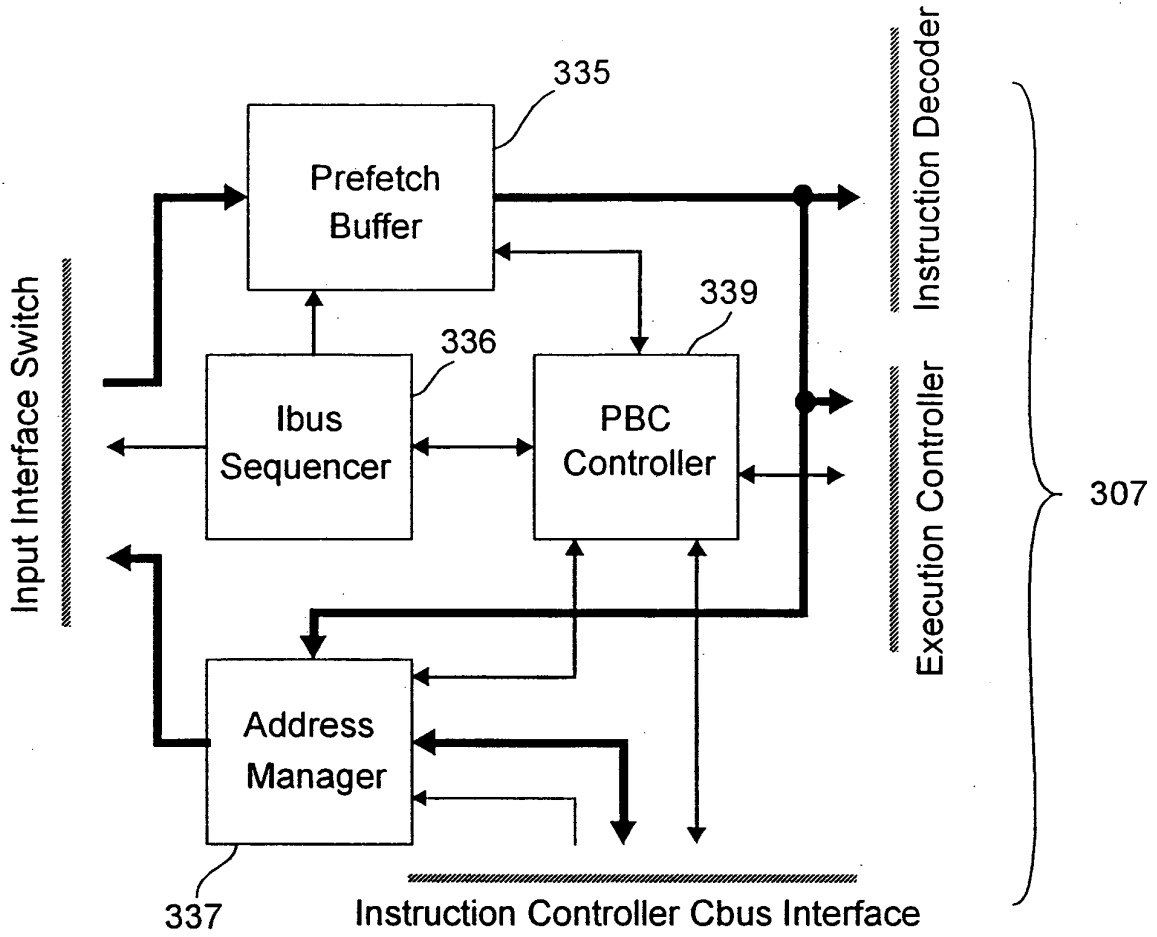 335
Prefetch
Buffer
Instruction Decoder
339
336
Input Interface Switch
Ibus
Sequencer
PBC
Controller
Execution Controller
307
Address
Manager
337
Instruction Controller Cbus Interface